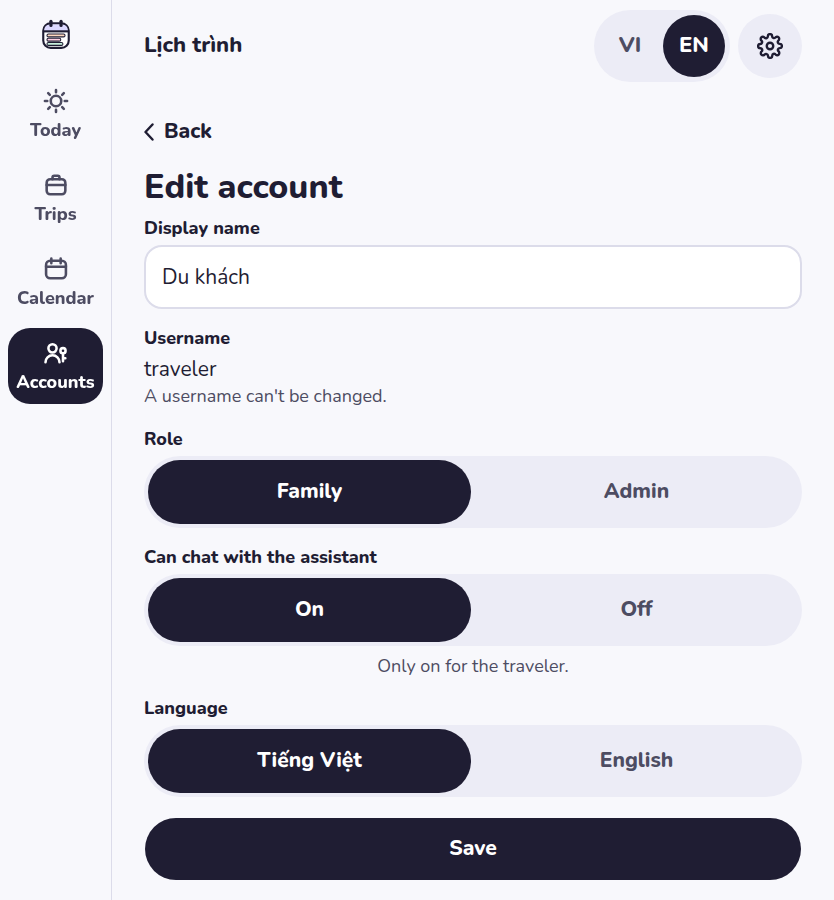 Lịch trình
VI
EN
Today
Trips
Calendar
Accounts
Back
Edit account
Display name
Du khách
Username
traveler
A username can't be changed.
Role
Family
Admin
Can chat with the assistant
On
Off
Only on for the traveler.
Language
Tiếng Việt
English
Save